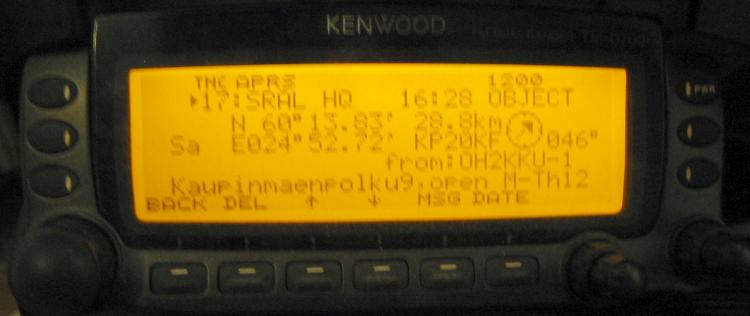 KENWOOD
TNC APRS 1200
▶17:SRAL HQ 16:28 OBJECT
N 60°13.83' 28.8km
Sa E024°52.72' KP20KF 046°
from:OH2KKU-1
Kaupinmaenpolku9,open M-Th12
BACK DEL ↑ ↓ MSG DATE
PWR